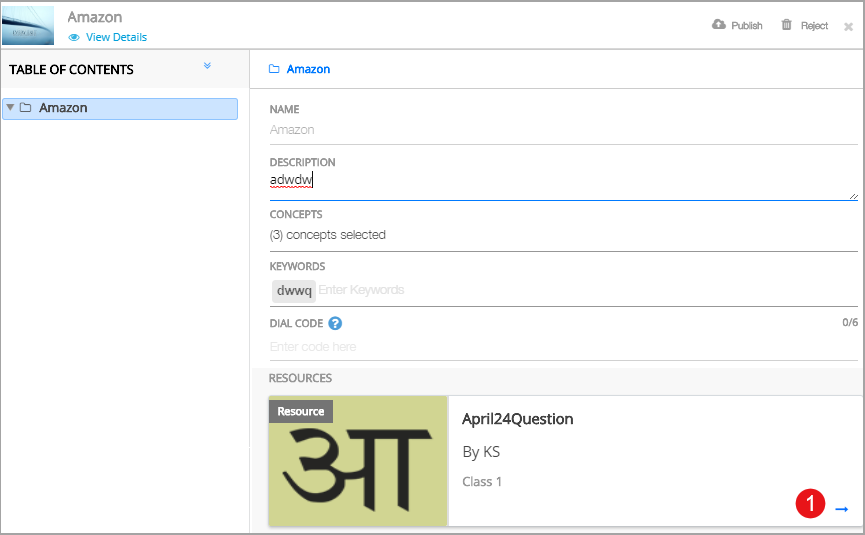 Amazon
View Details
Publish
Reject
TABLE OF CONTENTS
Amazon
Amazon
NAME
Amazon
DESCRIPTION
adwdw
CONCEPTS
(3) concepts selected
KEYWORDS
dwwq Enter Keywords
DIAL CODE ?
0/6
Enter code here
RESOURCES
Resource
आ
April24Question
By KS
Class 1
1